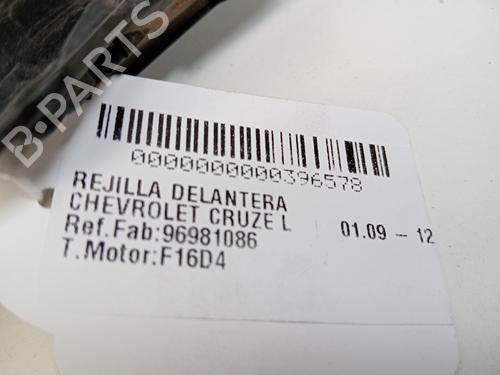 B-PARTS
0000000000396578
REJILLA DELANTERA
CHEVROLET CRUZE L
01.09 - 12
Ref.Fab:96981086
T.Motor:F16D4